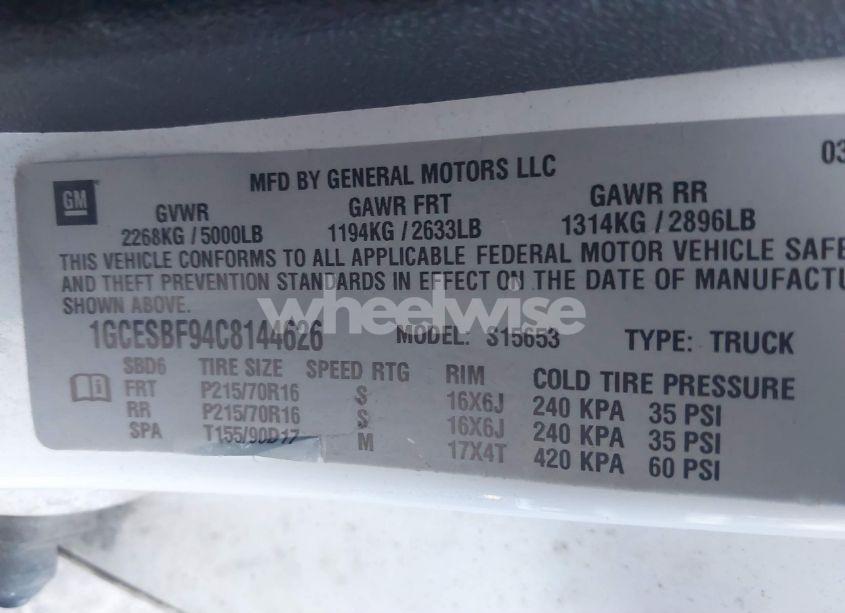 03
MFD BY GENERAL MOTORS LLC
GM
GVWR GAWR FRT GAWR RR
2268KG / 5000LB 1194KG / 2633LB 1314KG / 2896LB
THIS VEHICLE CONFORMS TO ALL APPLICABLE FEDERAL MOTOR VEHICLE SAFE
AND THEFT PREVENTION STANDARDS IN EFFECT ON THE DATE OF MANUFACTU
SHOWN ABOVE.
wheelwise
1GCESBF94C8144626 MODEL: S15653 TYPE: TRUCK
SBD6 TIRE SIZE SPEED RTG RIM COLD TIRE PRESSURE
FRT P215/70R16 S 16X6J 240 KPA 35 PSI
RR P215/70R16 S 16X6J 240 KPA 35 PSI
SPA T155/90D17 M 17X4T 420 KPA 60 PSI